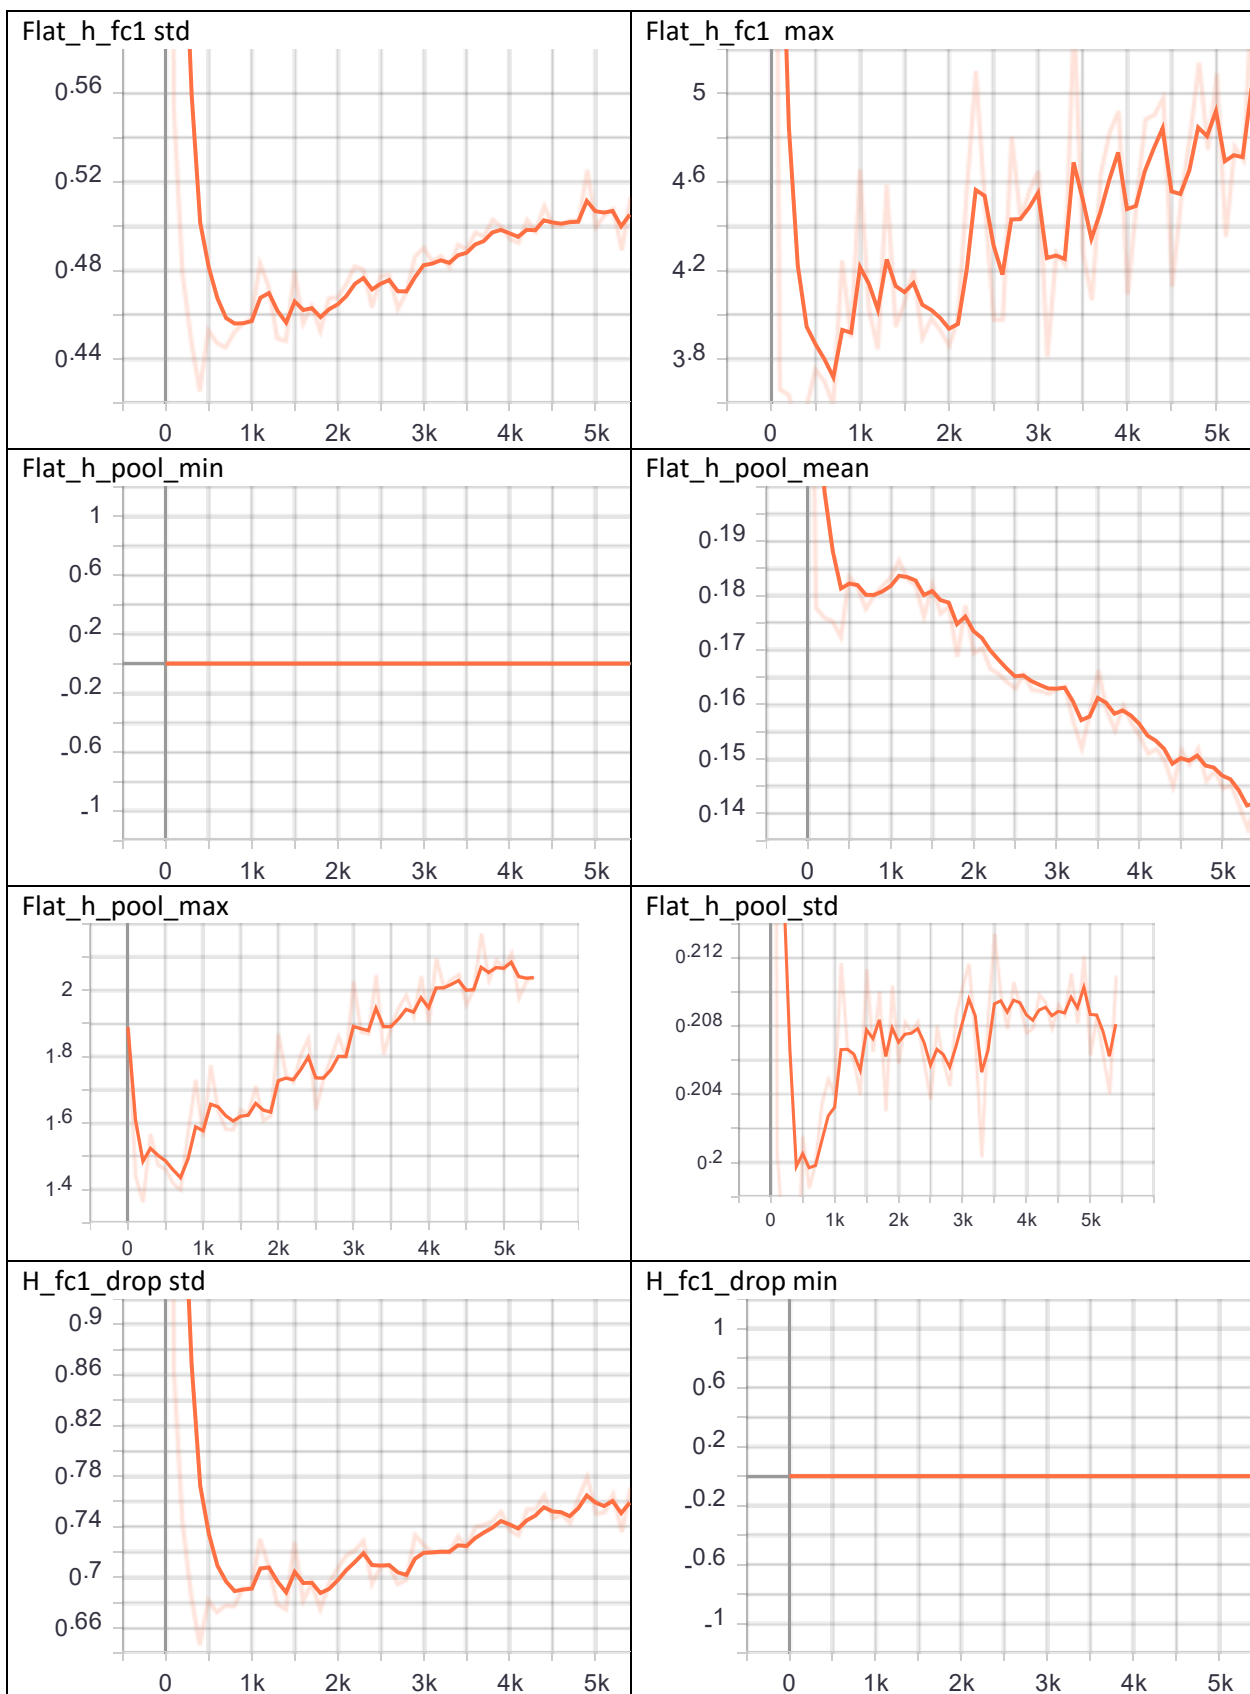 Flat_h_fc1 std
0.56
0.52
0.48
0.44
0 1k 2k 3k 4k 5k
Flat_h_fc1 max
5
4.6
4.2
3.8
0 1k 2k 3k 4k 5k
Flat_h_pool_min
1
0.6
0.2
-0.2
-0.6
-1
0 1k 2k 3k 4k 5k
Flat_h_pool_mean
0.19
0.18
0.17
0.16
0.15
0.14
0 1k 2k 3k 4k 5k
Flat_h_pool_max
2
1.8
1.6
1.4
0 1k 2k 3k 4k 5k
Flat_h_pool_std
0.212
0.208
0.204
0.2
0 1k 2k 3k 4k 5k
H_fc1_drop std
0.9
0.86
0.82
0.78
0.74
0.7
0.66
0 1k 2k 3k 4k 5k
H_fc1_drop min
1
0.6
0.2
-0.2
-0.6
-1
0 1k 2k 3k 4k 5k